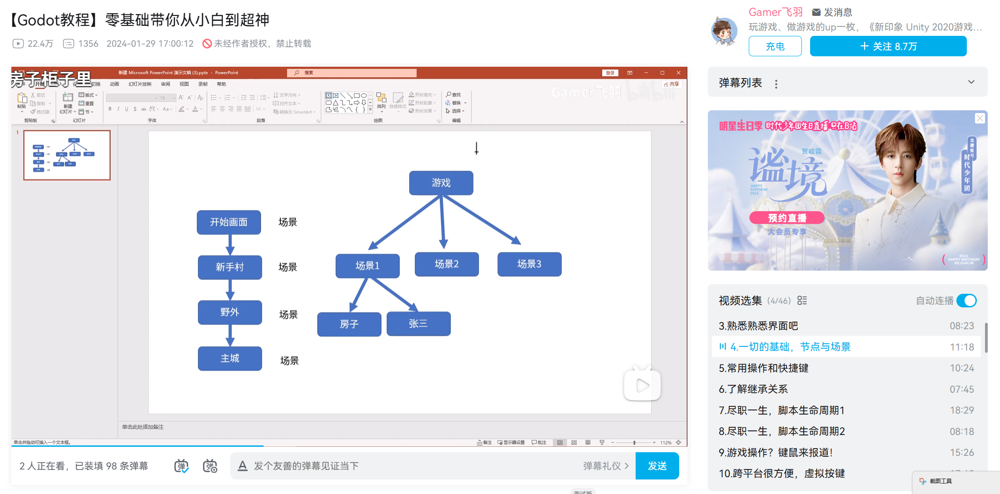 【Godot教程】零基础带你从小白到超神
22.4万 1356 2024-01-29 17:00:12 未经作者授权，禁止转载
Gamer飞羽 发消息
玩游戏、做游戏的up一枚，《新印象 Unity 2020游戏...
充电
+ 关注 8.7万
房子柜子里
新建 Microsoft PowerPoint 演示文稿 (3).pptx - PowerPoint
搜索
登录
开始
切换 动画 幻灯片放映 审阅 视图 录制 帮助
共享
Gamer飞羽 bilibili
粘贴
剪切
复制
格式刷
剪贴板
新建
幻灯片
版式
重置
节
幻灯片
18
B I U S ab AV Aa A
字体
文字方向
对齐文本
转换为 SmartArt
段落
排列
快速样式
形状填充
形状轮廓
形状效果
绘图
查找
替换
选择
编辑
1
游戏
开始画面 场景
场景1 场景2 场景3
新手村 场景
野外 场景
房子 张三
主城 场景
单击此处添加备注
单击并拖动可插入一个文本框。
备注 显示器设置 批注 112%
2 人正在看，已装填 98 条弹幕
弹
弹
A 发个友善的弹幕见证当下
弹幕礼仪 >
发送
测试版
弹幕列表
明星生日季 时代少年团生日直播 只在B站
贺峻霖
谧境
HAPPY
BIRTHDAY
0615
预约直播
大会员专享
直播账号
时代少年团
0615
HAPPY BIRTHDAY
HEJUNLIN
视频选集 (4/46)
自动连播
3.熟悉熟悉界面吧 08:23
4.一切的基础，节点与场景 11:18
5.常用操作和快捷键 10:24
6.了解继承关系 07:45
7.尽职一生，脚本生命周期1 18:29
8.尽职一生，脚本生命周期2 08:18
9.游戏操作？键鼠来报道！ 15:26
10.跨平台很方便，虚拟按键
截图工具